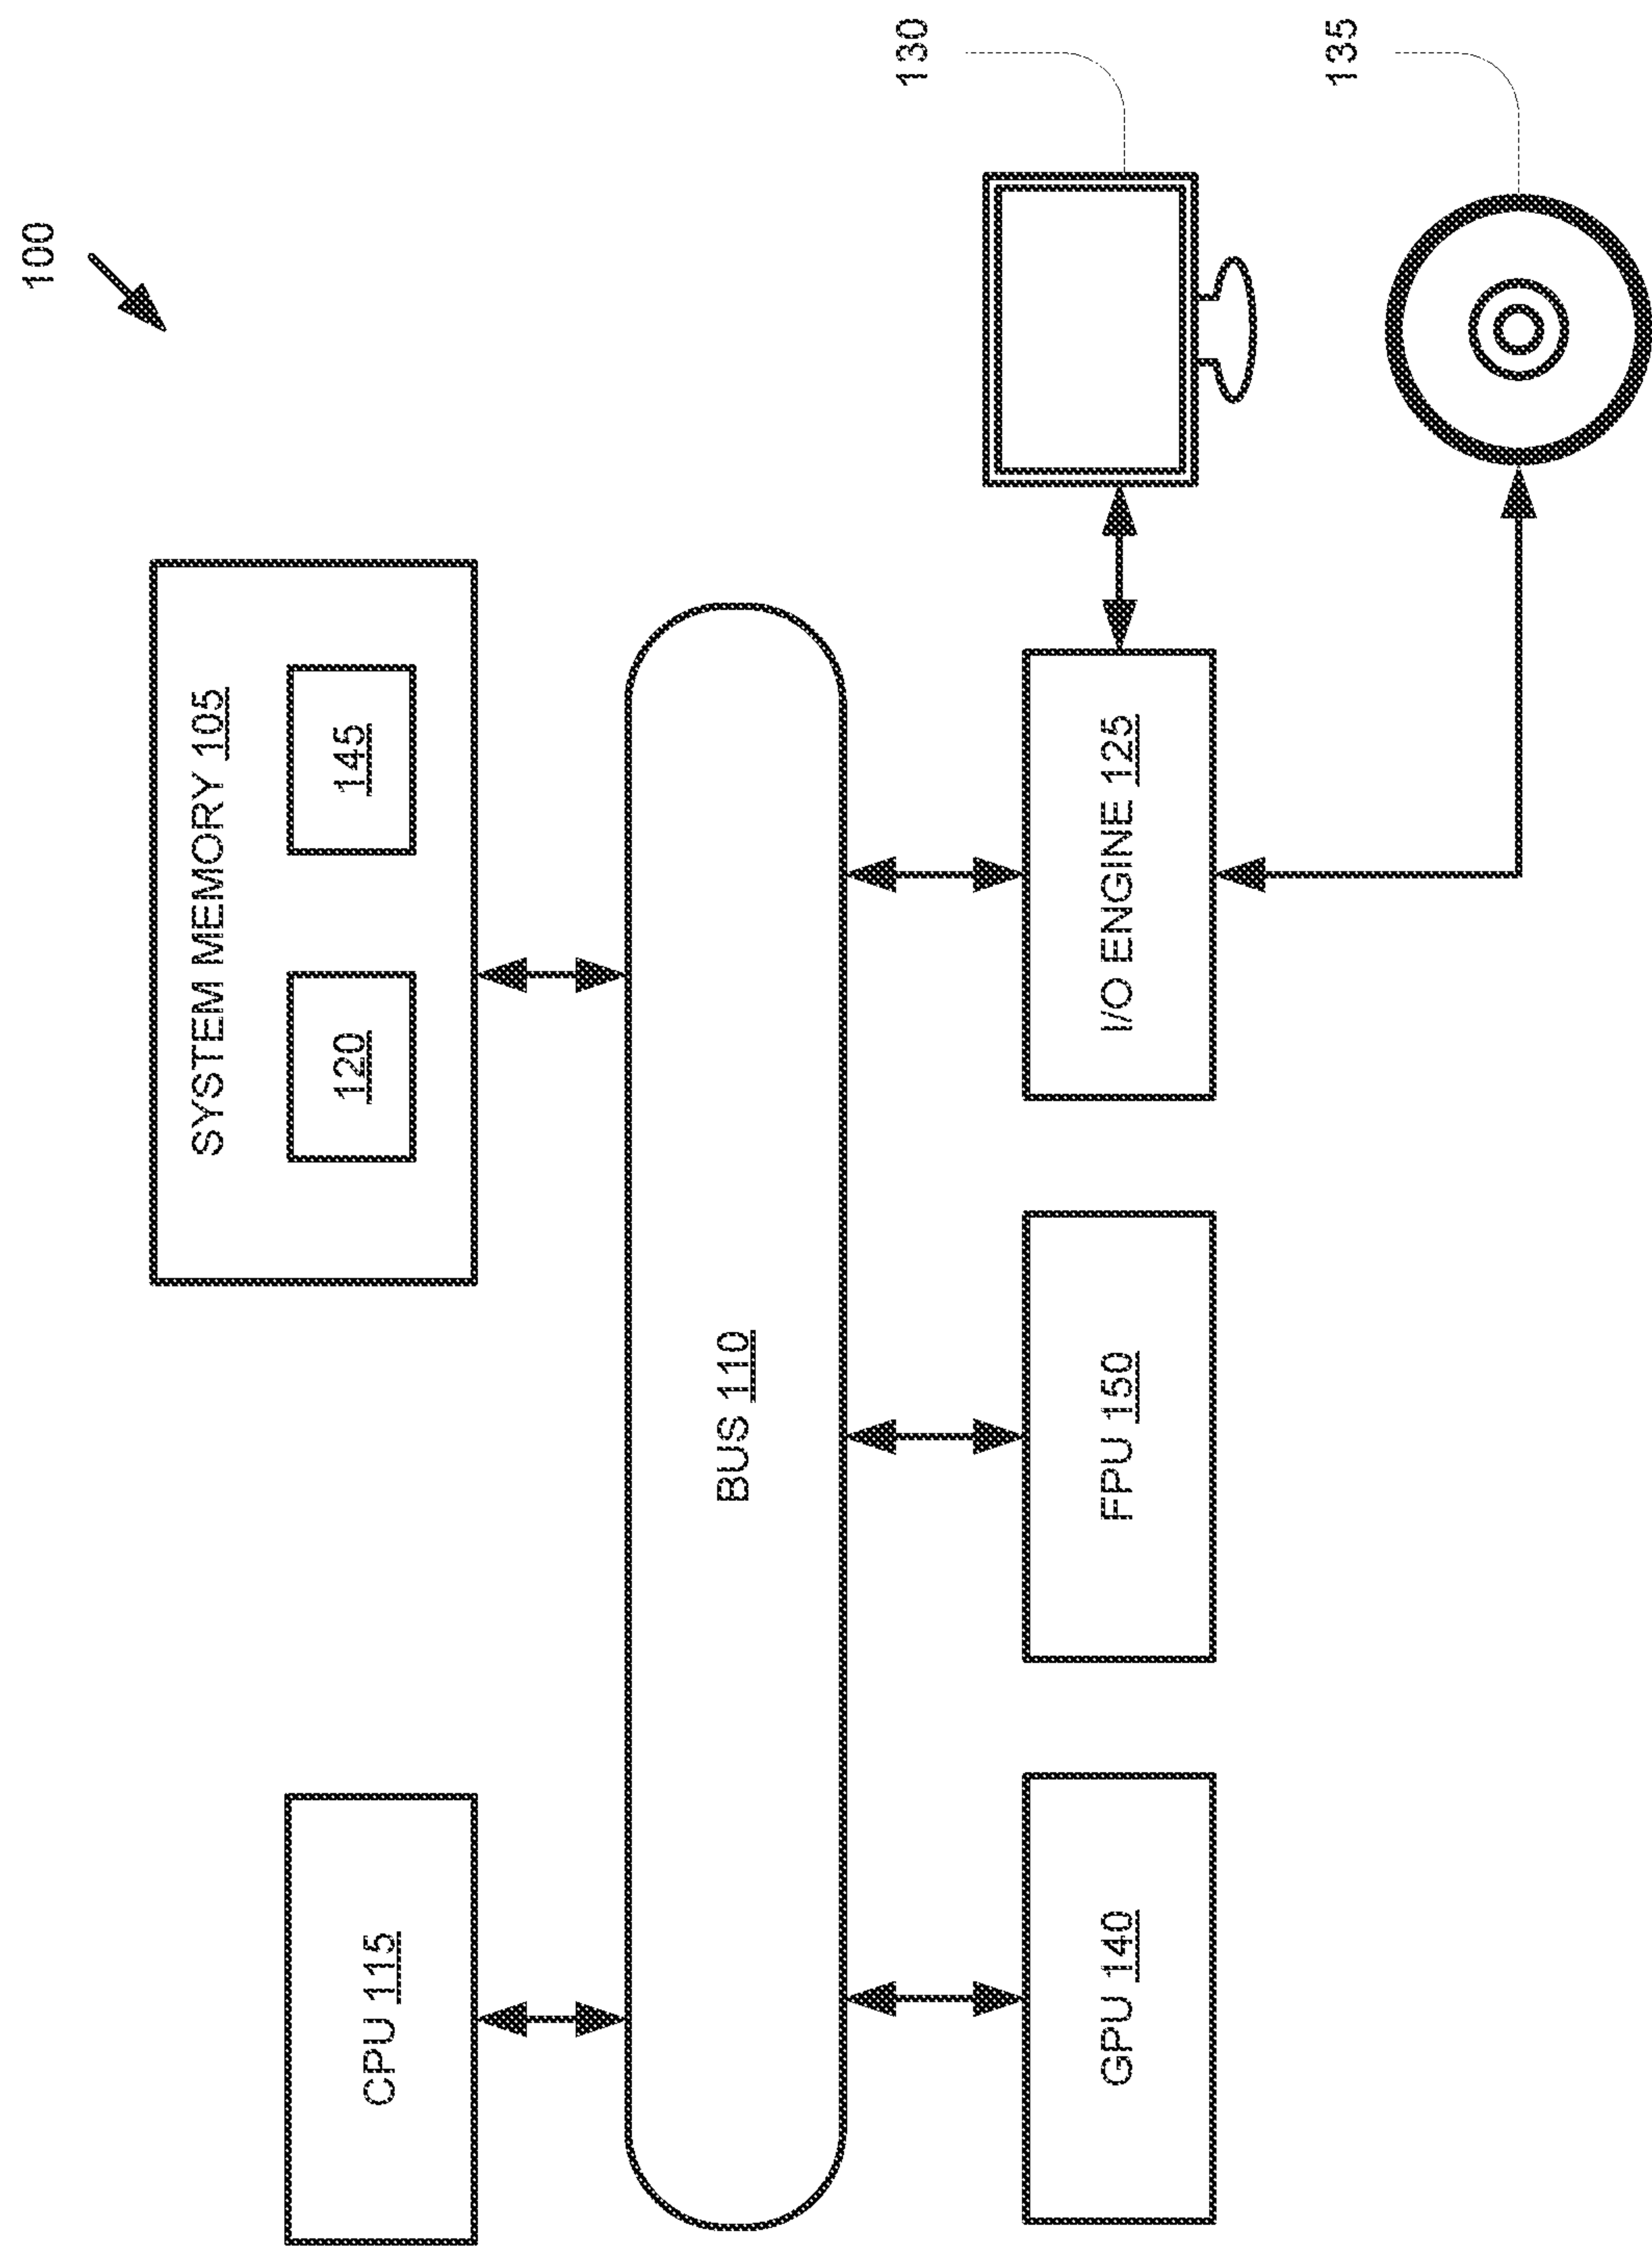 100
CPU 115
SYSTEM MEMORY 105
120
145
BUS 110
GPU 140
FPU 150
I/O ENGINE 125
130
135